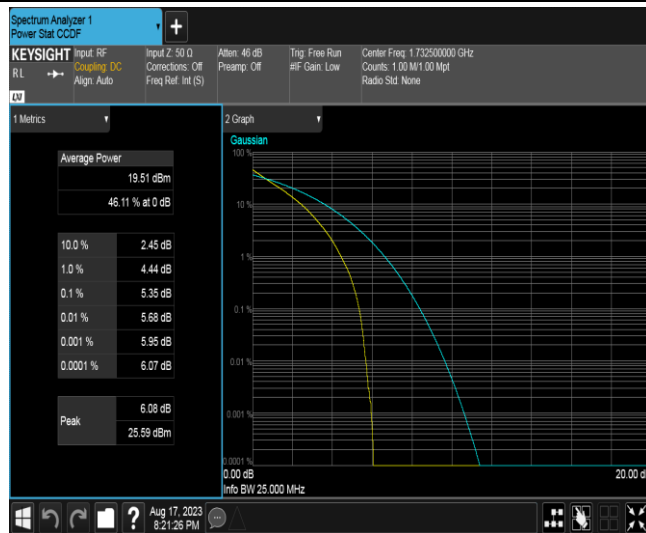 Spectrum Analyzer 1
Power Stat CCDF
+
KEYSIGHT
RL
LXI
Input: RF
Coupling: DC
Align: Auto
Input Z: 50 Ω
Corrections: Off
Freq Ref: Int (S)
Atten: 46 dB
Preamp: Off
Trig: Free Run
#IF Gain: Low
Center Freq: 1.732500000 GHz
Counts: 1.00 M/1.00 Mpt
Radio Std: None
1 Metrics
Average Power
19.51 dBm
46.11 % at 0 dB
10.0 % 2.45 dB
1.0 % 4.44 dB
0.1 % 5.35 dB
0.01 % 5.68 dB
0.001 % 5.95 dB
0.0001 % 6.07 dB
Peak
6.08 dB
25.59 dBm
2 Graph
Gaussian
100 %
10 %
1 %
0.1 %
0.01 %
0.001 %
0.0001 %
0.00 dB 20.00 d
Info BW 25.000 MHz
?
Aug 17, 2023
8:21:26 PM